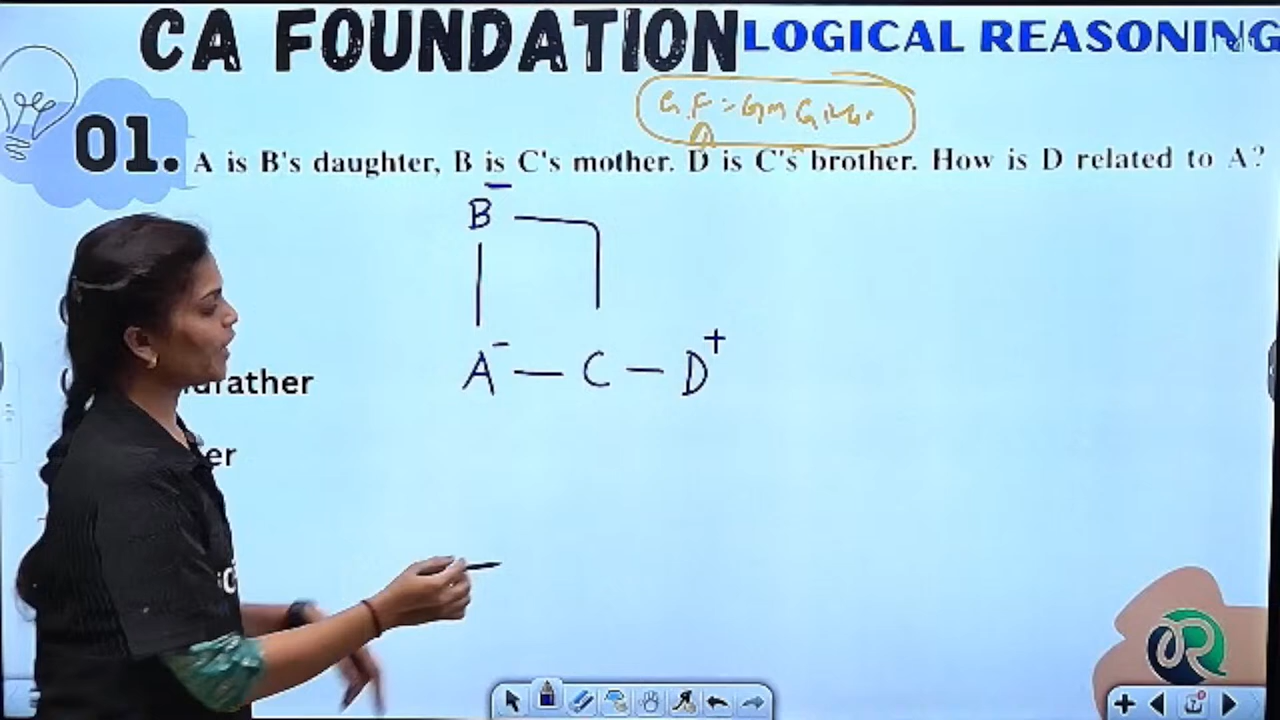 CA FOUNDATION LOGICAL REASONING
01. A is B's daughter, B is C's mother. D is C's brother. How is D related to A?
B −
A − — C — D +